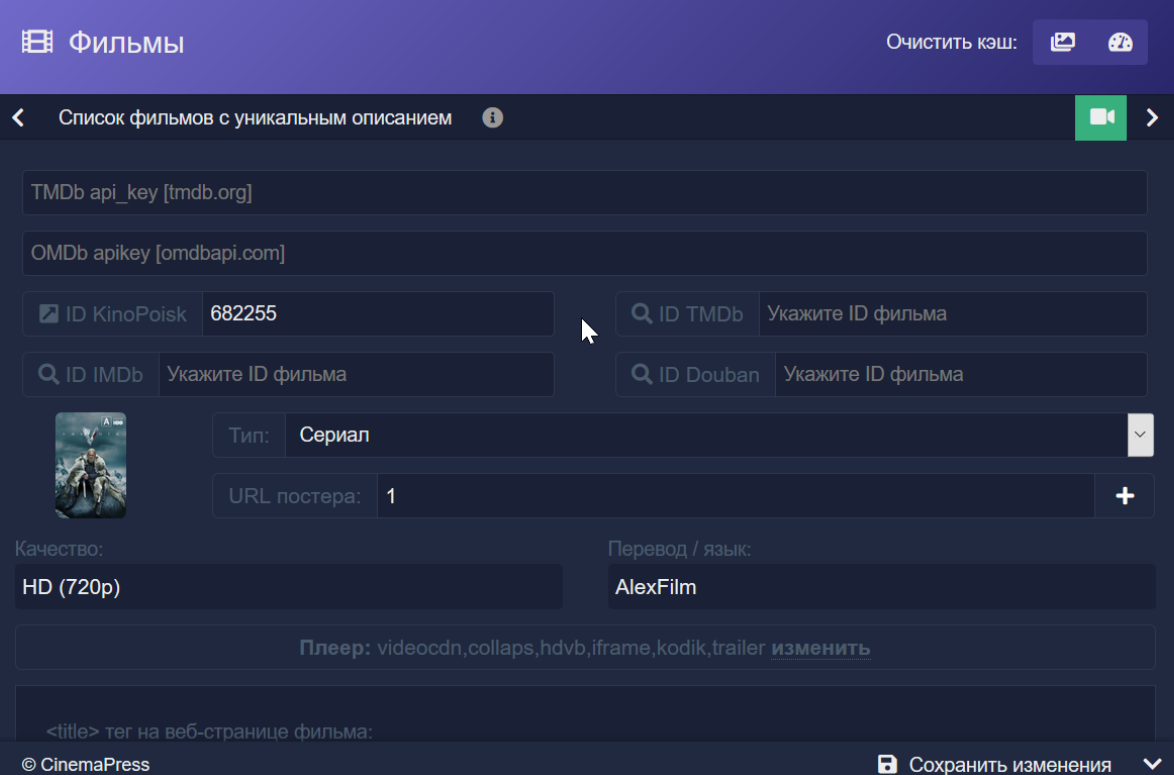 Фильмы
Очистить кэш:
Список фильмов с уникальным описанием
TMDb api_key [tmdb.org]
OMDb apikey [omdbapi.com]
ID KinoPoisk 682255
ID TMDb Укажите ID фильма
ID IMDb Укажите ID фильма
ID Douban Укажите ID фильма
Тип: Сериал
URL постера: 1
Качество:
Перевод / язык:
HD (720p)
AlexFilm
Плеер: videocdn,collaps,hdvb,iframe,kodik,trailer изменить
<title> тег на веб-странице фильма:
© CinemaPress
Сохранить изменения